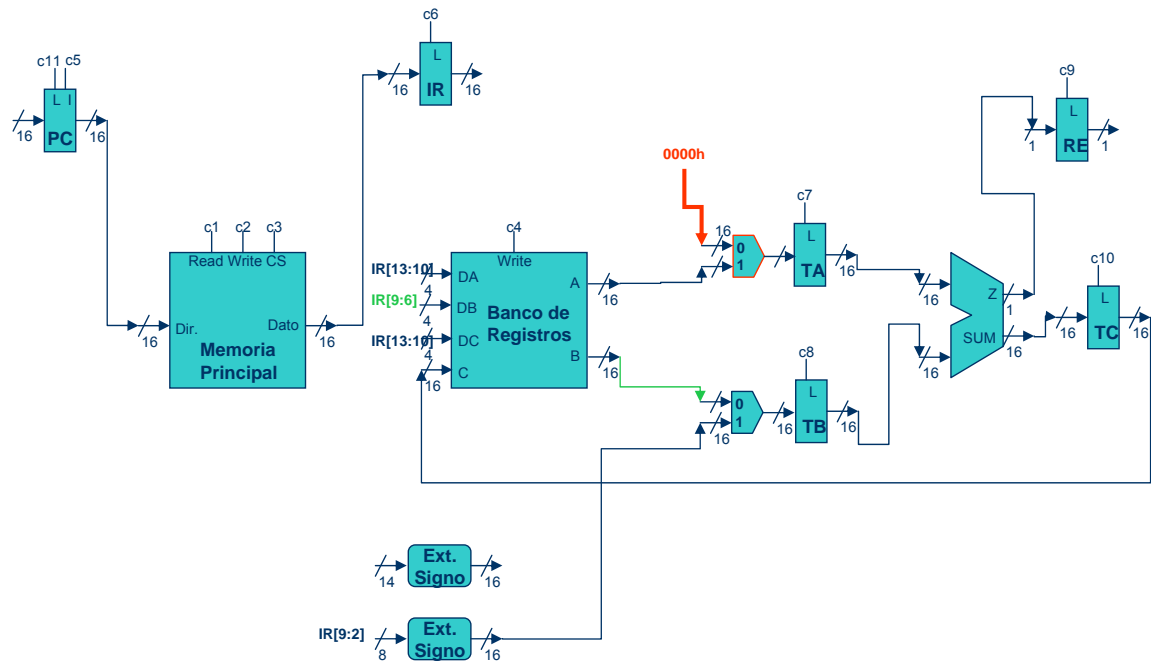 c6
c11 c5
L
IR
16
16
c9
L I
PC
16
16
L
RE
1
1
0000h
c7
c1 c2 c3
Read Write CS
Dir.
Dato
Memoria
Principal
16
16
c4
Write
IR[13:10]
4
DA
IR[9:6]
4
DB
IR[13:10]
4
DC
16
C
A
B
Banco de
Registros
16
16
16
0
1
16
L
TA
16
16
Z
SUM
16
1
16
c10
L
TC
16
16
c8
0
1
16
16
L
TB
16
16
Ext.
Signo
14
16
IR[9:2]
8
Ext.
Signo
16